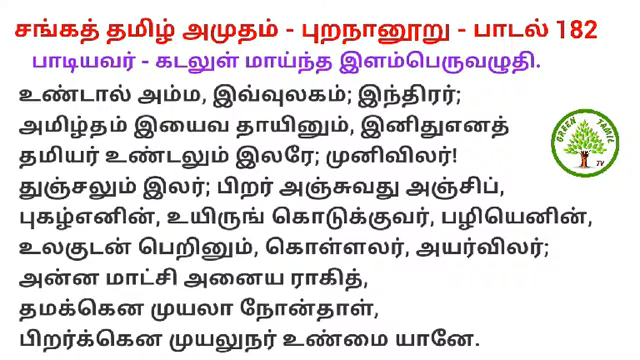 சங்கத் தமிழ் அமுதம் - புறநானூறு - பாடல் 182
பாடியவர் - கடலுள் மாய்ந்த இளம்பெருவழுதி.
உண்டால் அம்ம, இவ்வுலகம்; இந்திரர்;
அமிழ்தம் இயைவ தாயினும், இனிதுஎனத்
தமியர் உண்டலும் இலரே; முனிவிலர்!
துஞ்சலும் இலர்; பிறர் அஞ்சுவது அஞ்சிப்,
புகழ்எனின், உயிருங் கொடுக்குவர், பழியெனின்,
உலகுடன் பெறினும், கொள்ளலர், அயர்விலர்;
அன்ன மாட்சி அனைய ராகித்,
தமக்கென முயலா நோன்தாள்,
பிறர்க்கென முயலுநர் உண்மை யானே.
GREEN TAMIL
TV